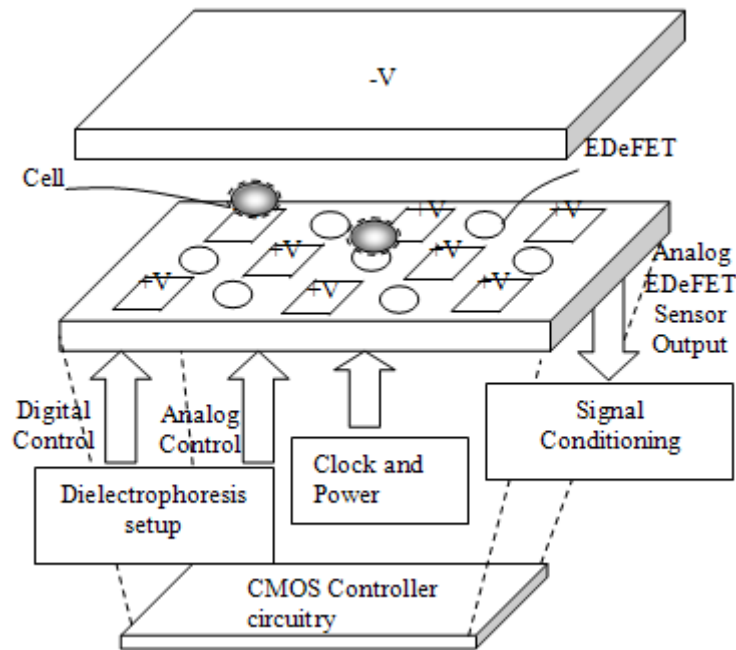 -V
EDeFET
Cell
+V
+V
+V
+V
+V
+V
+V
+V
Analog
EDeFET
Sensor
Output
Digital
Control
Analog
Control
Clock and
Power
Signal
Conditioning
Dielectrophoresis
setup
CMOS Controller
circuitry